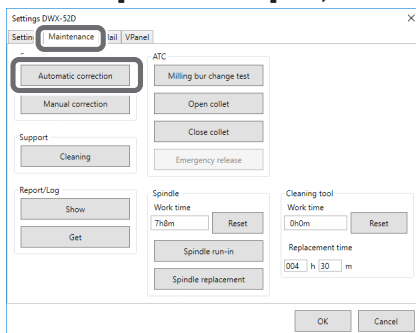 Settings DWX-52D
Maintenance
VPanel
ATC
Automatic correction
Milling bur change test
Manual correction
Open collet
Close collet
Support
Cleaning
Emergency release
Report/Log
Spindle
Cleaning tool
Show
Work time
Work time
7h8m
Reset
0h0m
Reset
Get
Spindle run-in
Replacement time
004 h 30 m
Spindle replacement
OK
Cancel